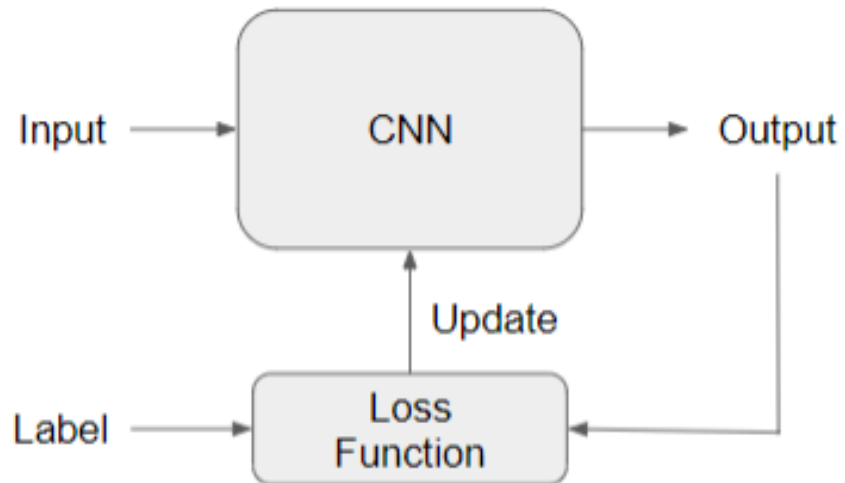 Input
CNN
Output
Update
Label
Loss
Function